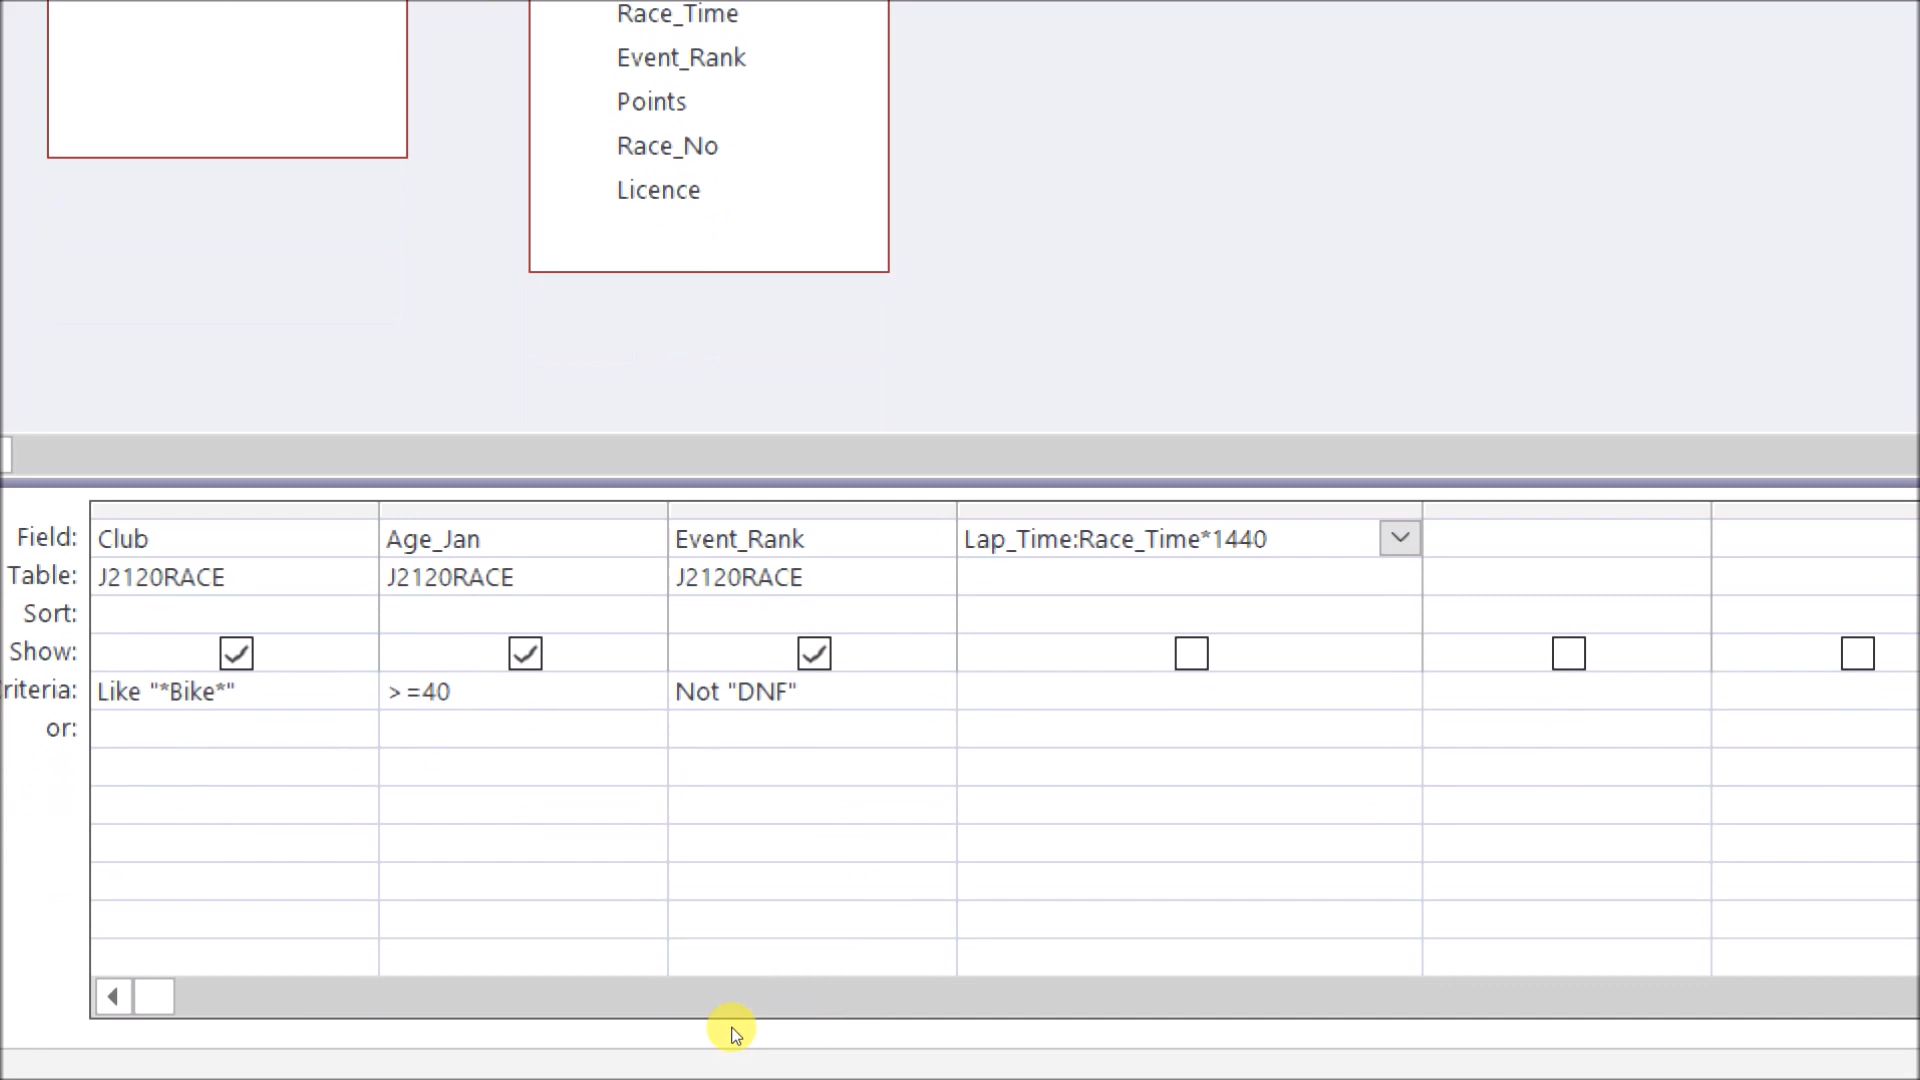 Race_Time
Event_Rank
Points
Race_No
Licence
Field: Club Age_Jan Event_Rank Lap_Time:Race_Time*1440
Table: J2120RACE J2120RACE J2120RACE
Sort:
Show:
riteria: Like "*Bike*" >=40 Not "DNF"
or: